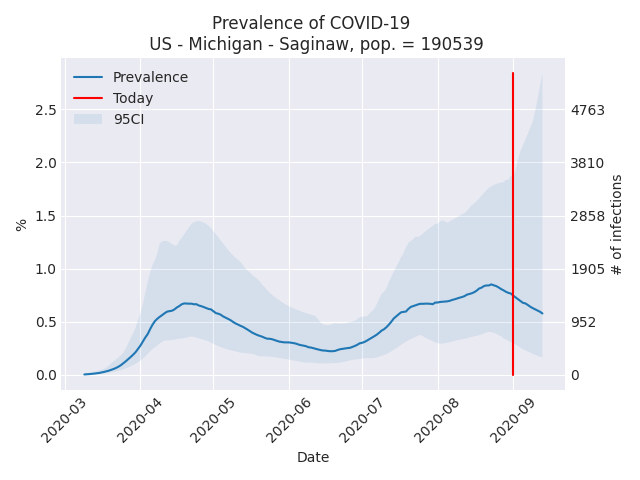 Prevalence of COVID-19
US - Michigan - Saginaw, pop. = 190539
Prevalence
Today
95CI
2.5
2.0
1.5
1.0
0.5
0.0
%
4763
3810
2858
1905
952
0
# of infections
2020-03
2020-04
2020-05
2020-06
2020-07
2020-08
2020-09
Date